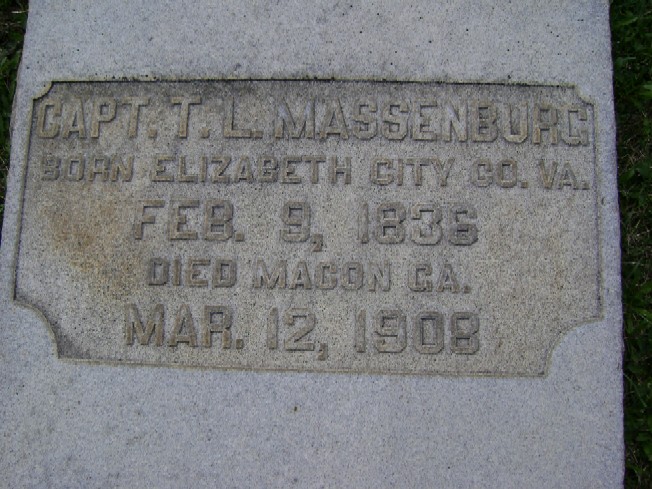 CAPT. T. L. MASSENBURG
BORN ELIZABETH CITY CO. VA.
FEB. 9, 1836
DIED MACON GA.
MAR. 12, 1908